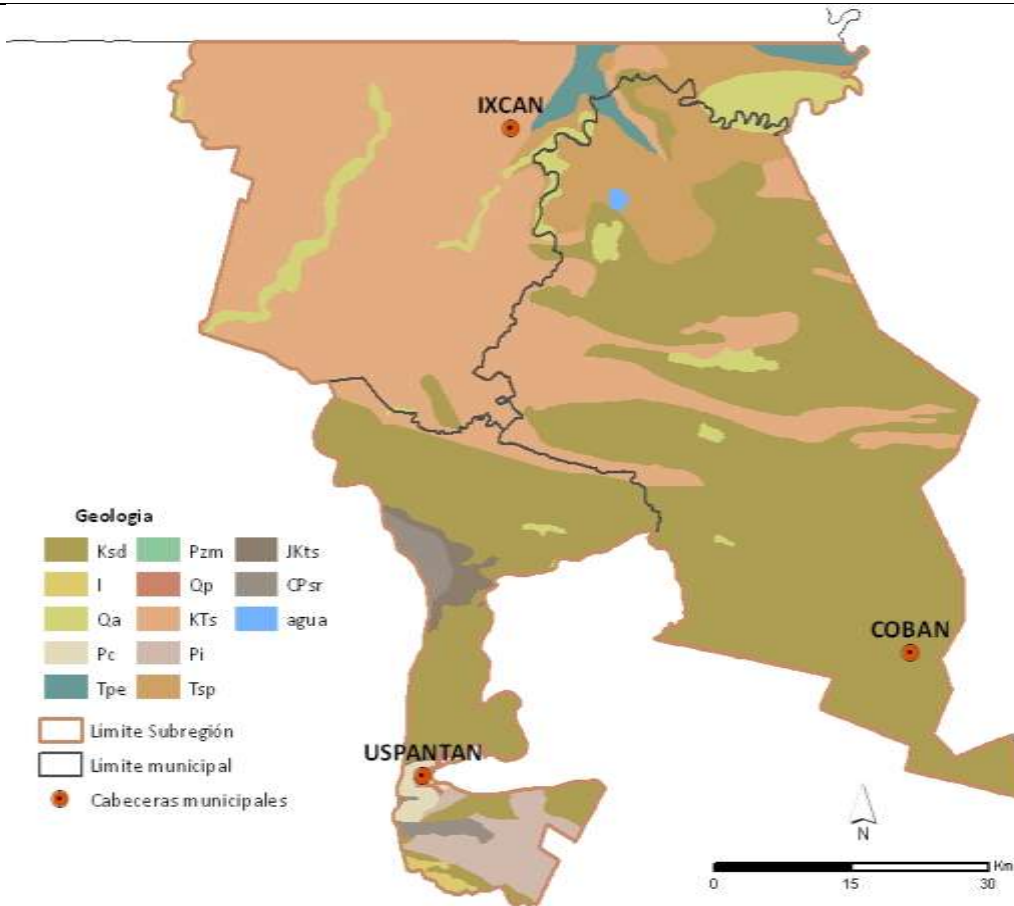 IXCAN
COBAN
USPANTAN
Geologia
Ksd Pzm JKts
I Qp CPsr
Qa KTs agua
Pc Pi
Tpe Tsp
Límite Subregión
Límite municipal
Cabeceras municipales
N
Km
0 15 30